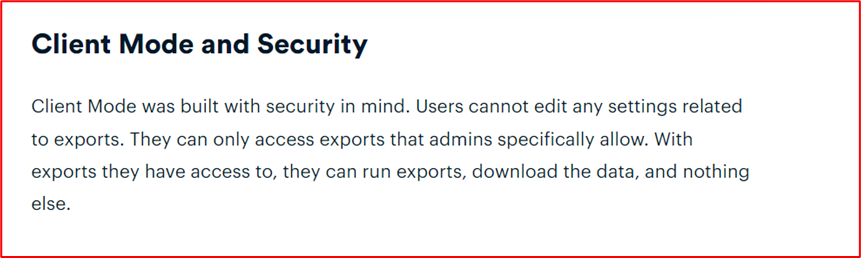 Client Mode and Security
Client Mode was built with security in mind. Users cannot edit any settings related
to exports. They can only access exports that admins specifically allow. With
exports they have access to, they can run exports, download the data, and nothing
else.